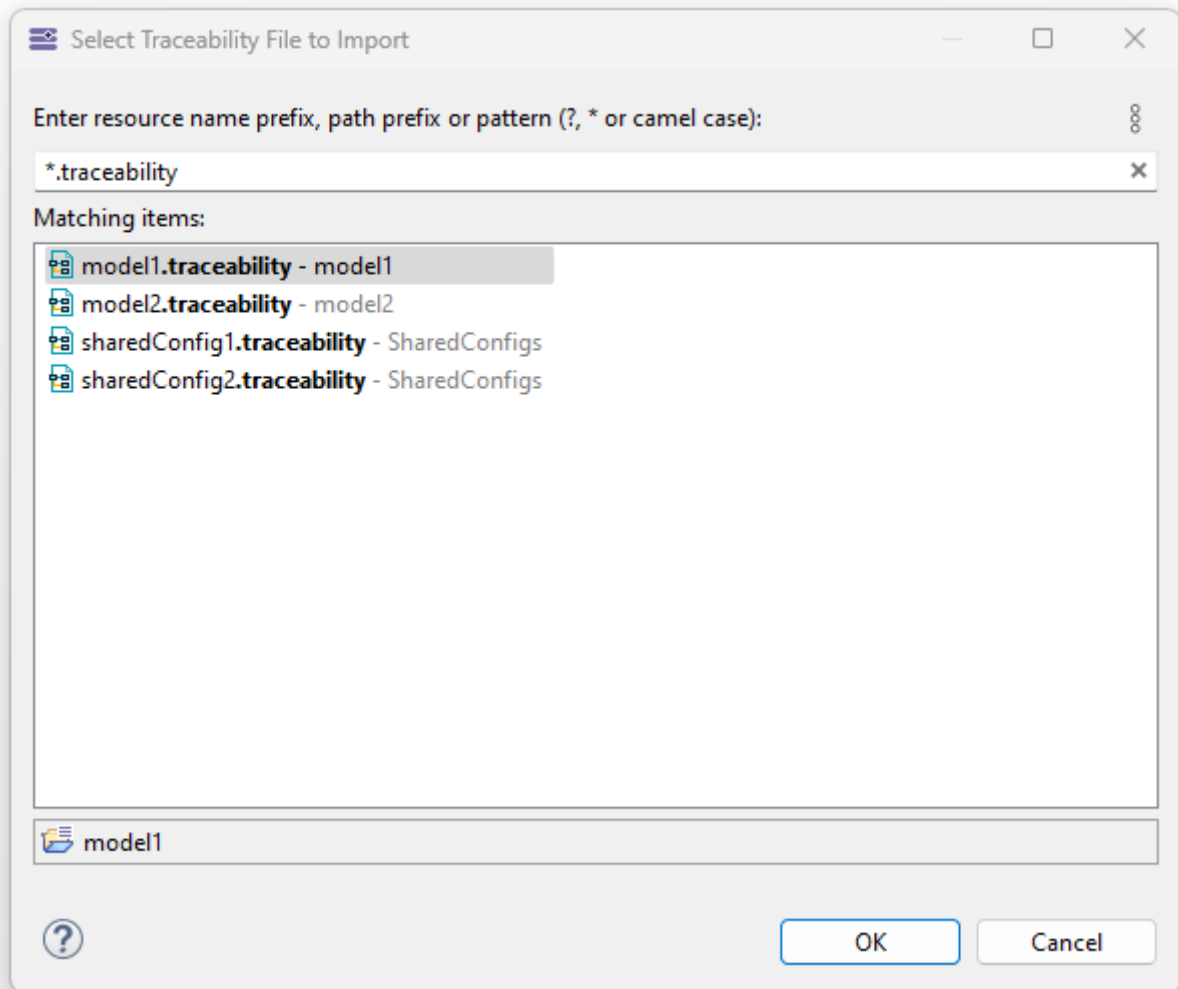 Select Traceability File to Import
Enter resource name prefix, path prefix or pattern (?, * or camel case):
*.traceability
Matching items:
model1.traceability - model1
model2.traceability - model2
sharedConfig1.traceability - SharedConfigs
sharedConfig2.traceability - SharedConfigs
model1
OK
Cancel